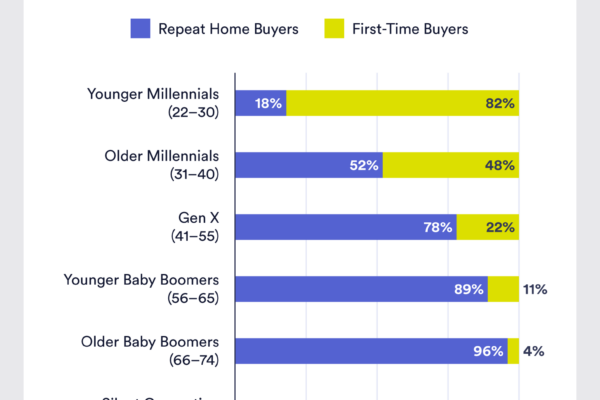 Repeat Home Buyers First-Time Buyers
Younger Millennials
(22–30)
18% 82%
Older Millennials
(31–40)
52% 48%
Gen X
(41–55)
78% 22%
Younger Baby Boomers
(56–65)
89% 11%
Older Baby Boomers
(66–74)
96% 4%